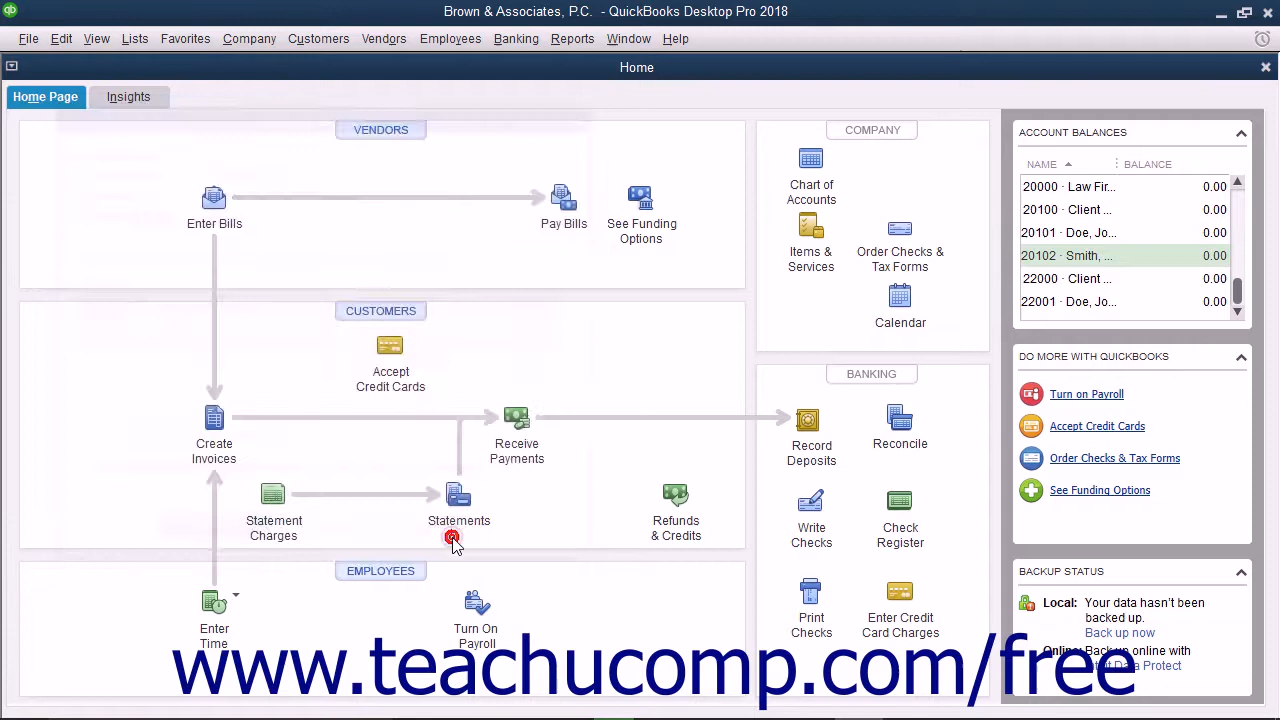 Brown & Associates, P.C. - QuickBooks Desktop Pro 2018
File Edit View Lists Favorites Company Customers Vendors Employees Banking Reports Window Help
Home
Home Page Insights
VENDORS
Enter Bills
Pay Bills
See Funding
Options
CUSTOMERS
Accept
Credit Cards
Create
Invoices
Receive
Payments
Statement
Charges
Statements
Refunds
& Credits
EMPLOYEES
Enter
Time
Turn On
Payroll
COMPANY
Chart of
Accounts
Items &
Services
Order Checks &
Tax Forms
Calendar
BANKING
Record
Deposits
Reconcile
Write
Checks
Check
Register
Print
Checks
Enter Credit
Card Charges
ACCOUNT BALANCES
NAME BALANCE
20000 · Law Fir... 0.00
20100 · Client ... 0.00
20101 · Doe, Jo... 0.00
20102 · Smith, ... 0.00
22000 · Client ... 0.00
22001 · Doe, Jo... 0.00
DO MORE WITH QUICKBOOKS
Turn on Payroll
Accept Credit Cards
Order Checks & Tax Forms
See Funding Options
BACKUP STATUS
Local: Your data hasn't been
backed up.
Back up now
Online: Back up online with
Data Protect
www.teachucomp.com/free